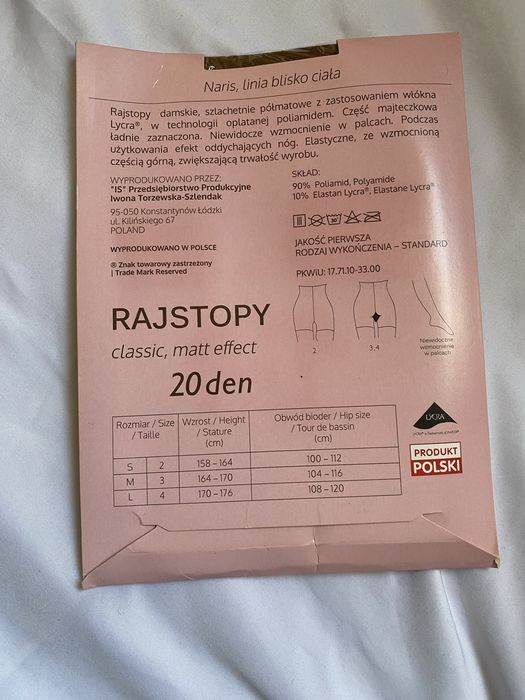 Naris, linia blisko ciała
Rajstopy damskie, szlachetnie półmatowe z zastosowaniem włókna
Lycra®, w technologii oplatanej poliamidem. Część majteczkowa
ładnie zaznaczona. Niewidocze wzmocnienie w palcach. Podczas
użytkowania efekt oddychających nóg. Elastyczne, ze wzmocnioną
częścią górną, zwiększającą trwałość wyrobu.
WYPRODUKOWANO PRZEZ:
"IS" Przedsiębiorstwo Produkcyjne
Iwona Torzewska-Szlendak
95-050 Konstantynów Łódzki
ul. Kilińskiego 67
POLAND
WYPRODUKOWANO W POLSCE
® Znak towarowy zastrzeżony
| Trade Mark Reserved
SKŁAD:
90% Poliamid, Polyamide
10% Elastan Lycra®, Elastane Lycra®
JAKOŚĆ PIERWSZA
RODZAJ WYKOŃCZENIA – STANDARD
PKWiU: 17.71.10-33.00
RAJSTOPY
classic, matt effect
20 den
2
3,4
Niewidoczne
wzmocnienie
w palcach
Rozmiar / Size
/ Taille
Wzrost / Height
/ Stature
(cm)
Obwód bioder / Hip size
/ Tour de bassin
(cm)
S 2 158 – 164 100 – 112
M 3 164 – 170 104 – 116
L 4 170 – 176 108 – 120
LYCRA
PRODUKT
POLSKI